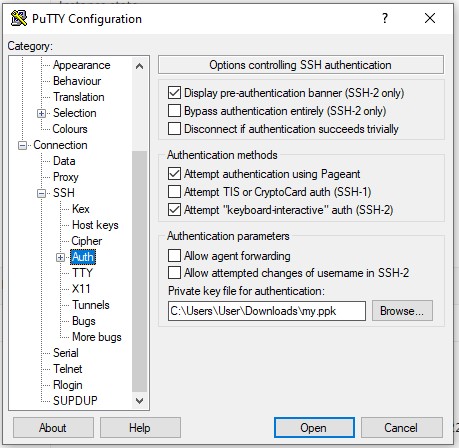 PuTTY Configuration
?
Category:
Appearance
Behaviour
Translation
Selection
Colours
Connection
Data
Proxy
SSH
Kex
Host keys
Cipher
Auth
TTY
X11
Tunnels
Bugs
More bugs
Serial
Telnet
Rlogin
SUPDUP
Options controlling SSH authentication
Display pre-authentication banner (SSH-2 only)
Bypass authentication entirely (SSH-2 only)
Disconnect if authentication succeeds trivially
Authentication methods
Attempt authentication using Pageant
Attempt TIS or CryptoCard auth (SSH-1)
Attempt "keyboard-interactive" auth (SSH-2)
Authentication parameters
Allow agent forwarding
Allow attempted changes of username in SSH-2
Private key file for authentication:
C:\Users\User\Downloads\my.ppk
Browse...
About
Help
Open
Cancel